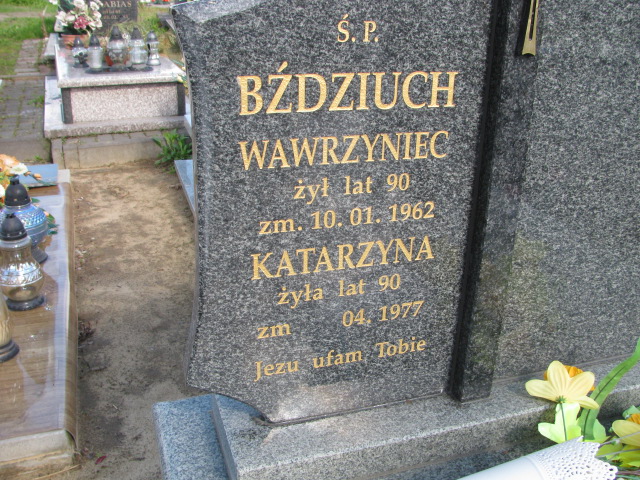 Ś. P.
BŹDZIUCH
WAWRZYNIEC
żył lat 90
zm. 10. 01. 1962
KATARZYNA
żyła lat 90
zm 04. 1977
Jezu ufam Tobie